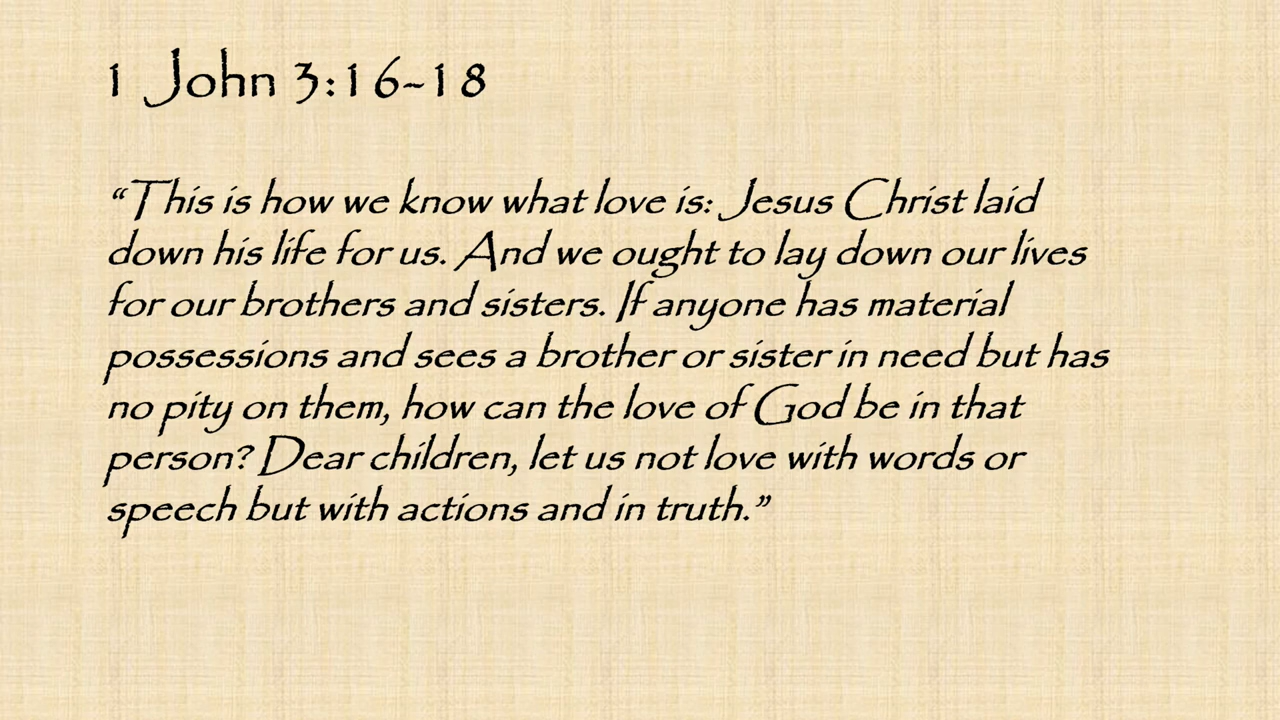 1 John 3:16-18
“This is how we know what love is: Jesus Christ laid
down his life for us. And we ought to lay down our lives
for our brothers and sisters. If anyone has material
possessions and sees a brother or sister in need but has
no pity on them, how can the love of God be in that
person? Dear children, let us not love with words or
speech but with actions and in truth.”